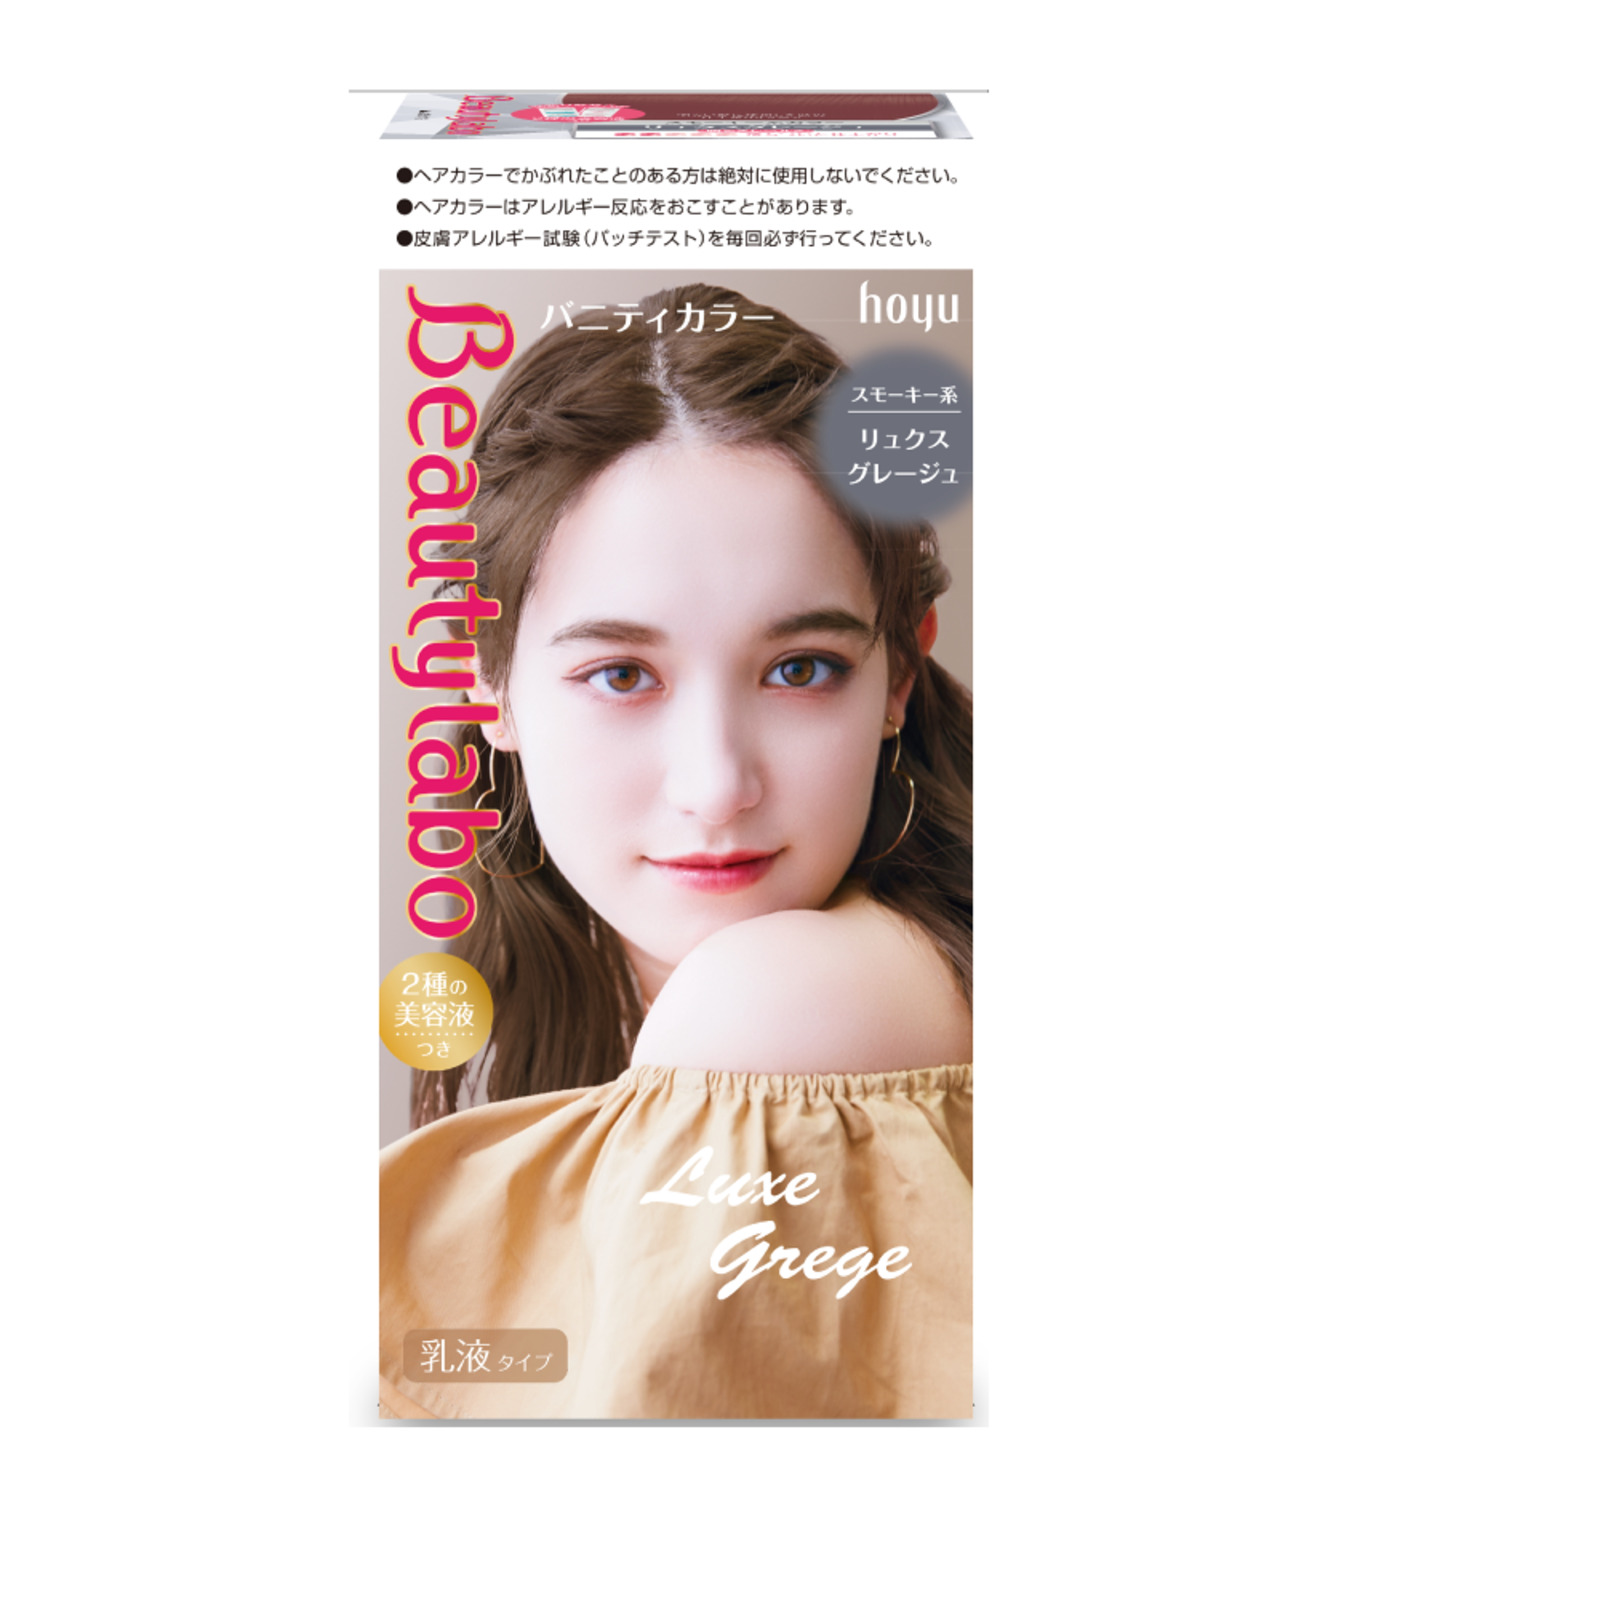 Beautylabo
●ヘアカラーでかぶれたことのある方は絶対に使用しないでください。
●ヘアカラーはアレルギー反応をおこすことがあります。
●皮膚アレルギー試験（パッチテスト）を毎回必ず行ってください。
Beautylabo
バニティカラー
hoyu
スモーキー系
リュクス
グレージュ
2種の
美容液
つき
Luxe
Grege
乳液タイプ